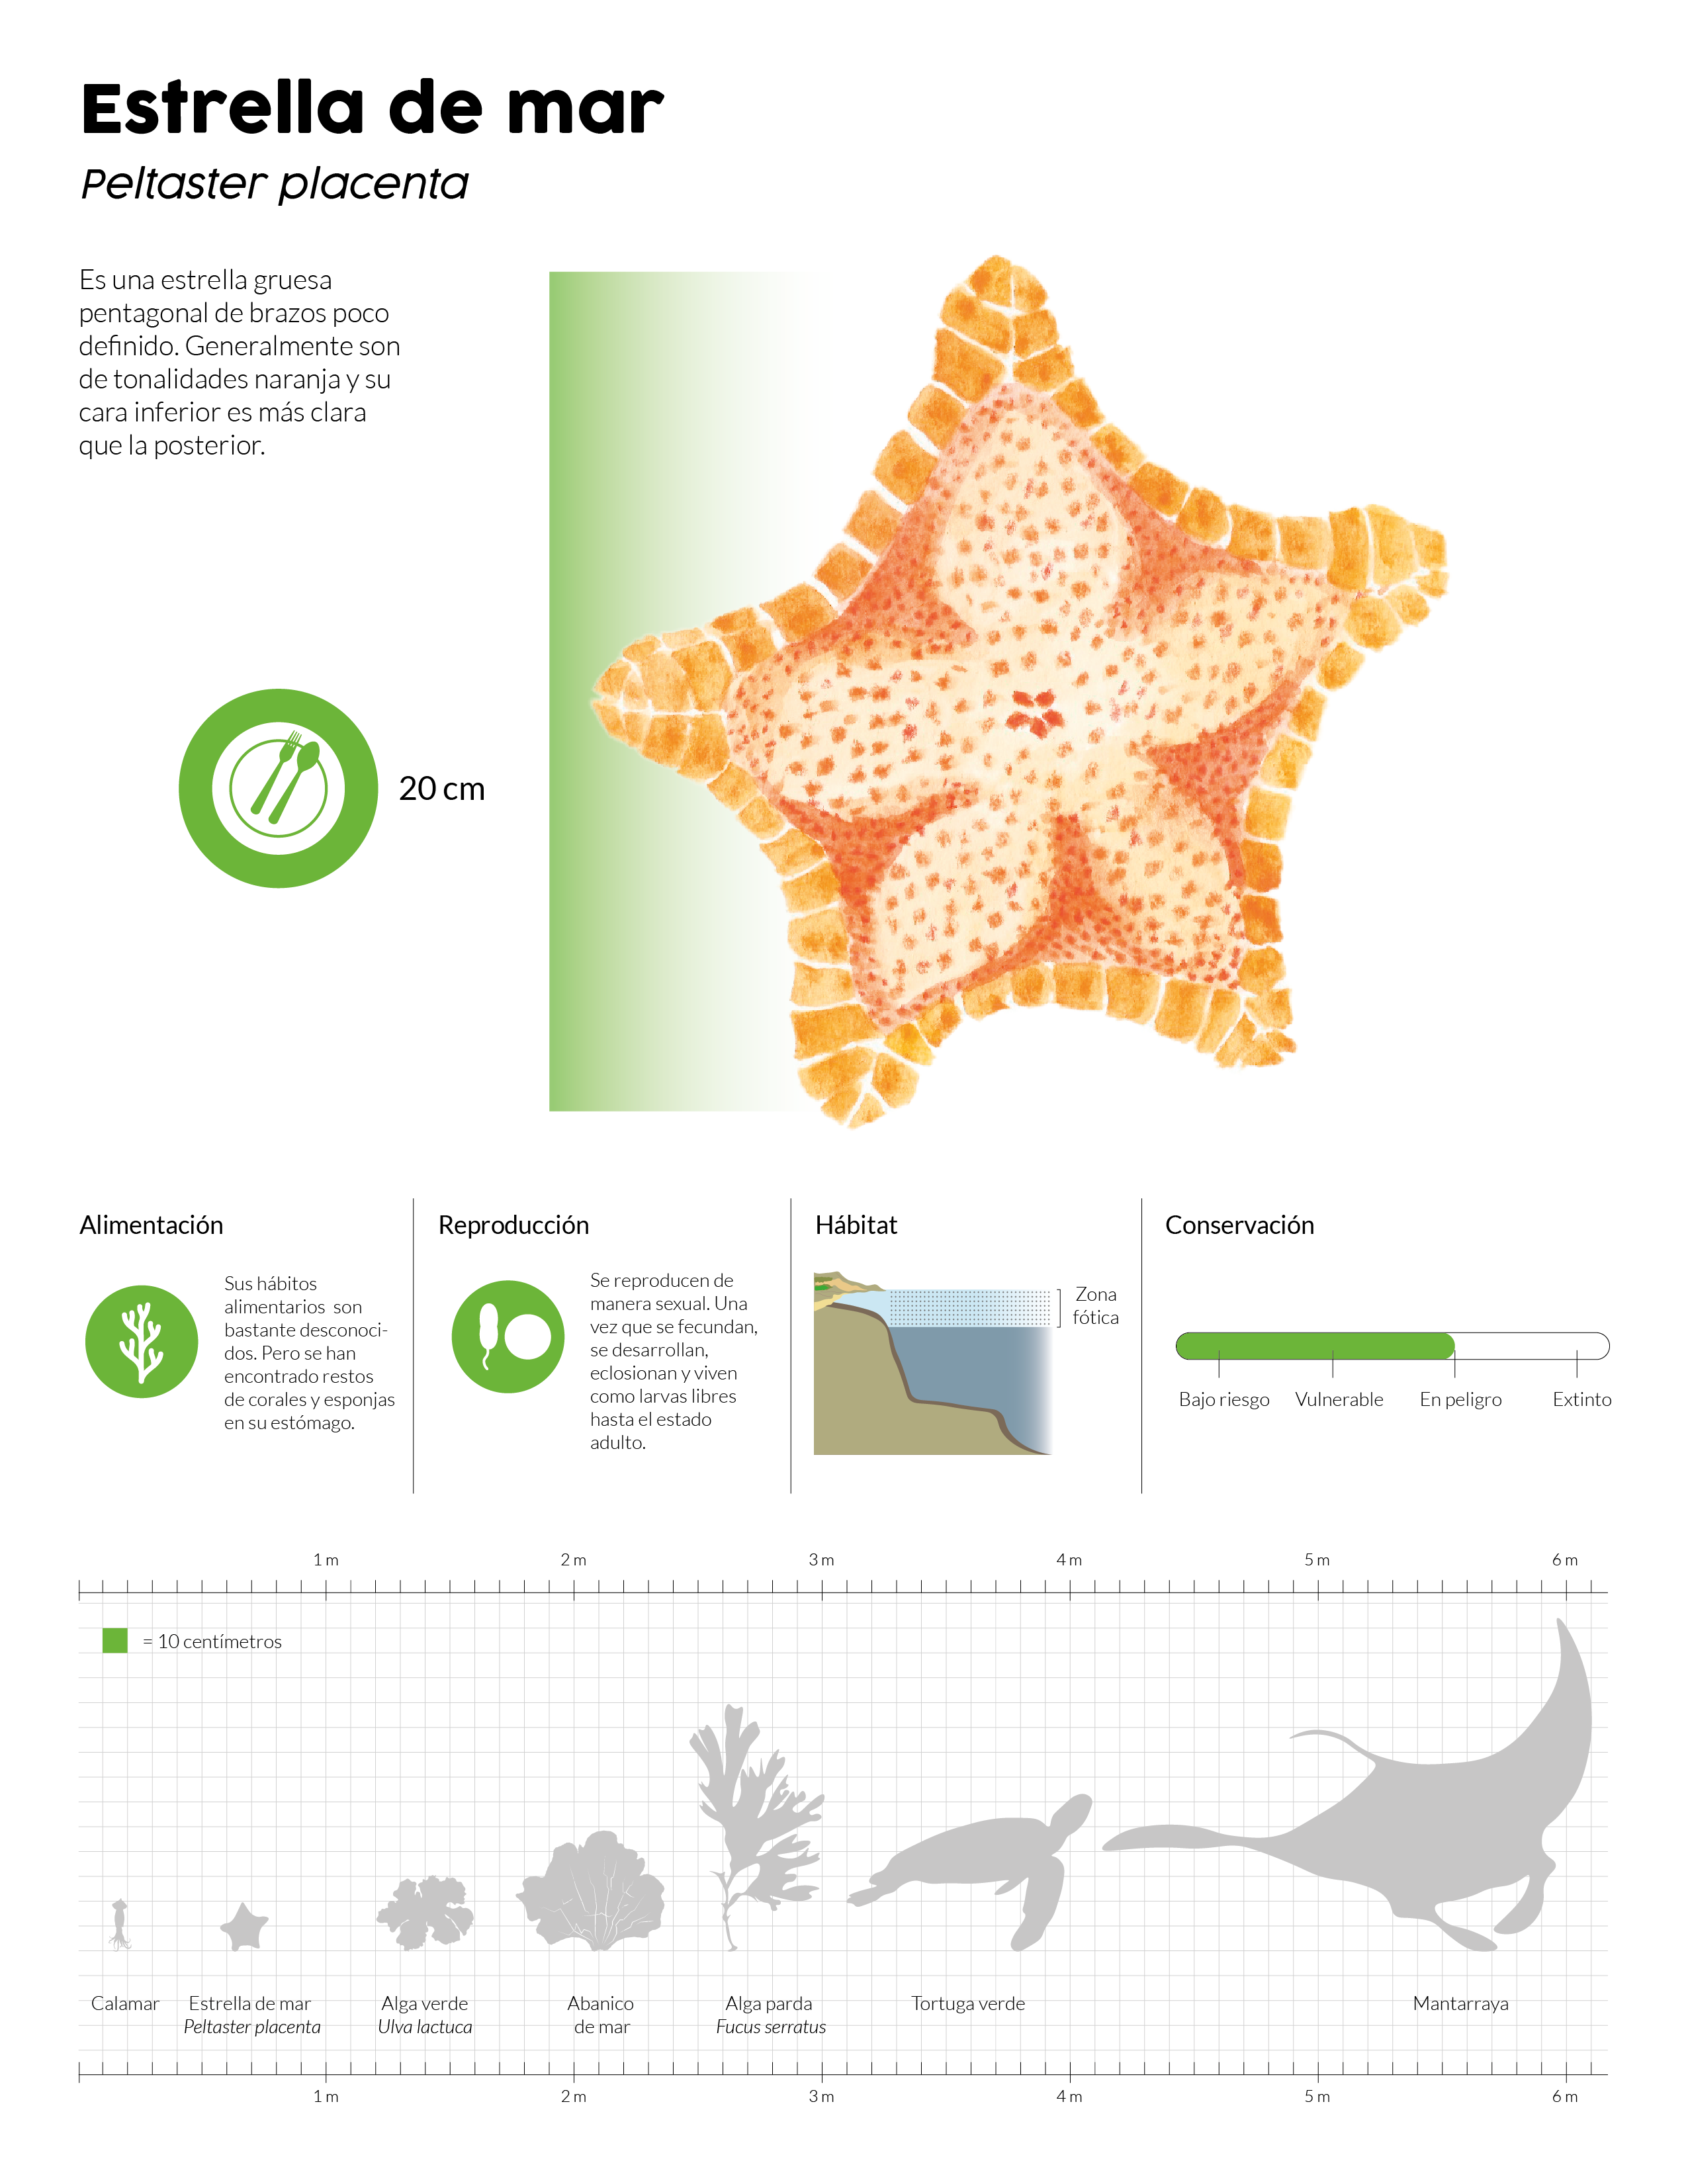 Estrella de mar
Peltaster placenta
Es una estrella gruesa
pentagonal de brazos poco
definido. Generalmente son
de tonalidades naranja y su
cara inferior es más clara
que la posterior.
20 cm
Alimentación
Sus hábitos
alimentarios son
bastante desconoci-
dos. Pero se han
encontrado restos
de corales y esponjas
en su estómago.
Reproducción
Se reproducen de
manera sexual. Una
vez que se fecundan,
se desarrollan,
eclosionan y viven
como larvas libres
hasta el estado
adulto.
Hábitat
Zona
fótica
Conservación
Bajo riesgo
Vulnerable
En peligro
Extinto
1 m
2 m
3 m
4 m
5 m
6 m
= 10 centímetros
Calamar
Estrella de mar
Peltaster placenta
Alga verde
Ulva lactuca
Abanico
de mar
Alga parda
Fucus serratus
Tortuga verde
Mantarraya
1 m
2 m
3 m
4 m
5 m
6 m